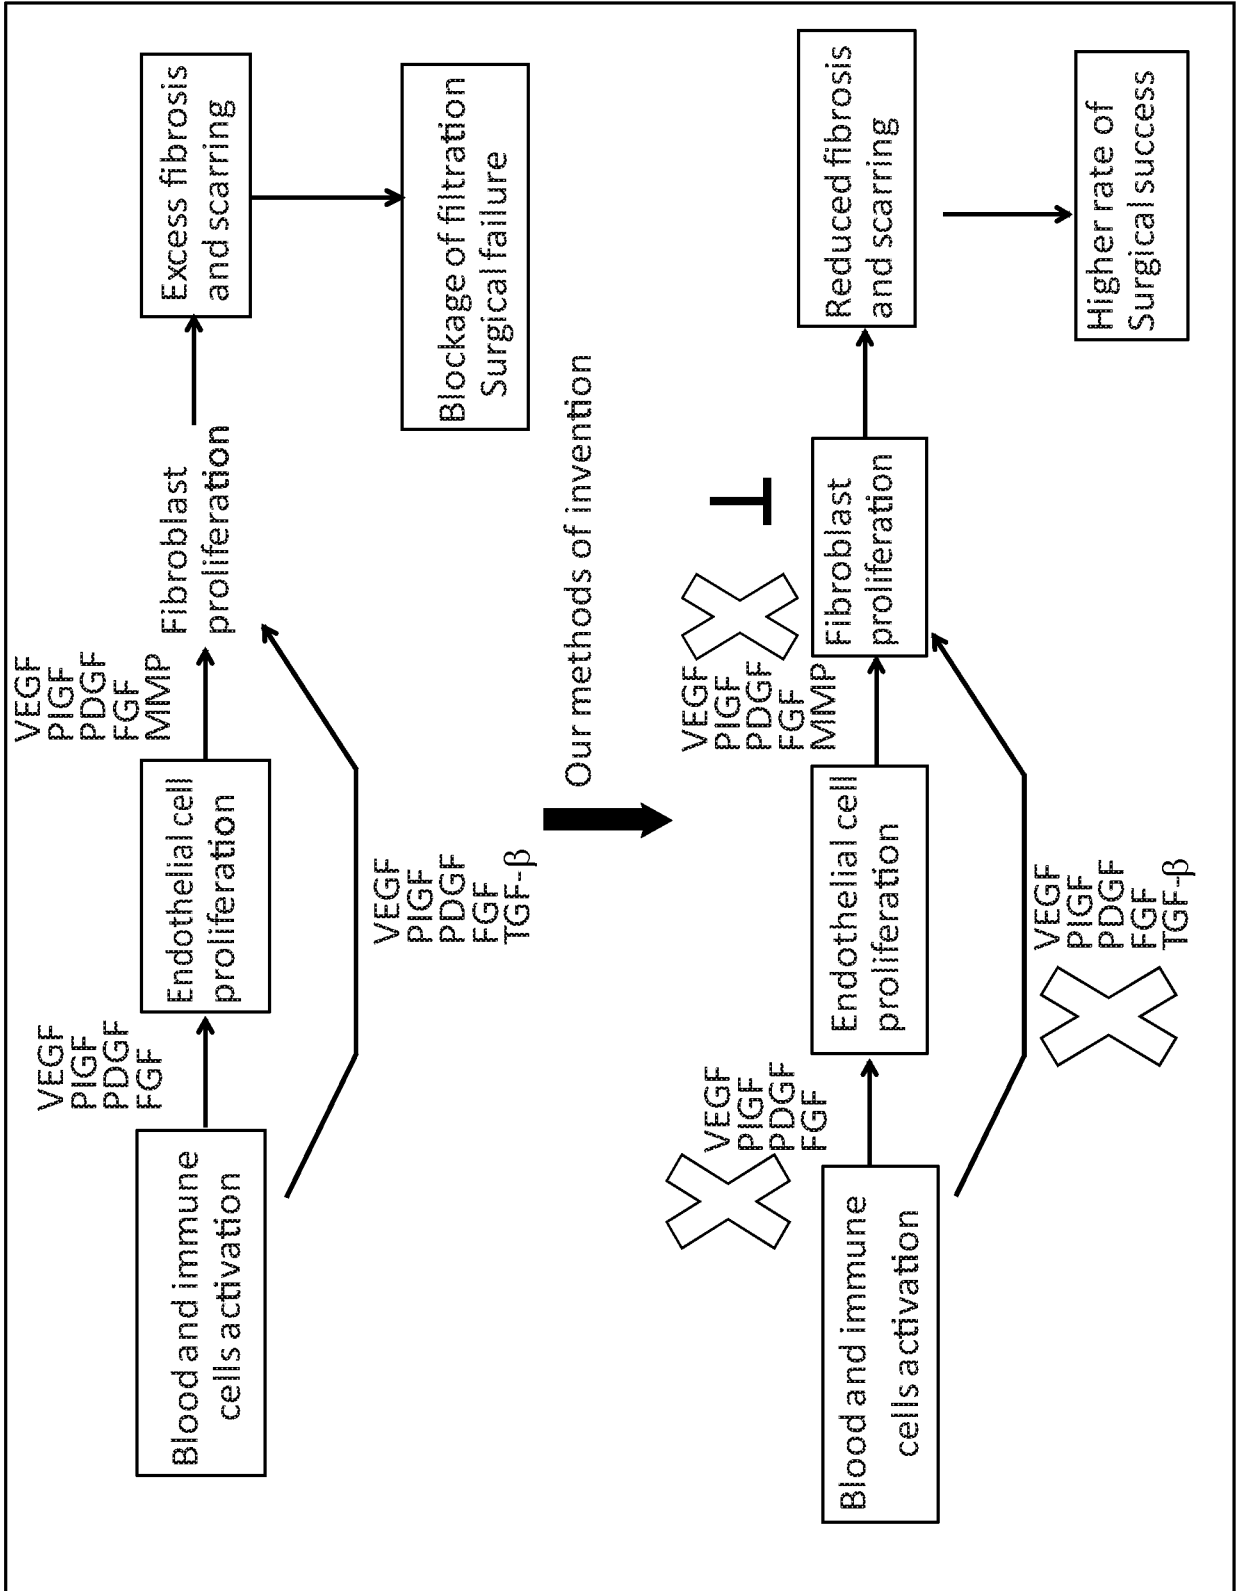 VEGF
PIGF
PDGF
FGF
VEGF
PIGF
PDGF
FGF
MMP
Blood and immune
cells activation
Endothelial cell
proliferation
Fibroblast
proliferation
Excess fibrosis
and scarring
VEGF
PIGF
PDGF
FGF
TGF-β
Blockage of filtration
Surgical failure
Our methods of invention
VEGF
PIGF
PDGF
FGF
VEGF
PIGF
PDGF
FGF
MMP
Blood and immune
cells activation
Endothelial cell
proliferation
Fibroblast
proliferation
Reduced fibrosis
and scarring
VEGF
PIGF
PDGF
FGF
TGF-β
Higher rate of
Surgical success